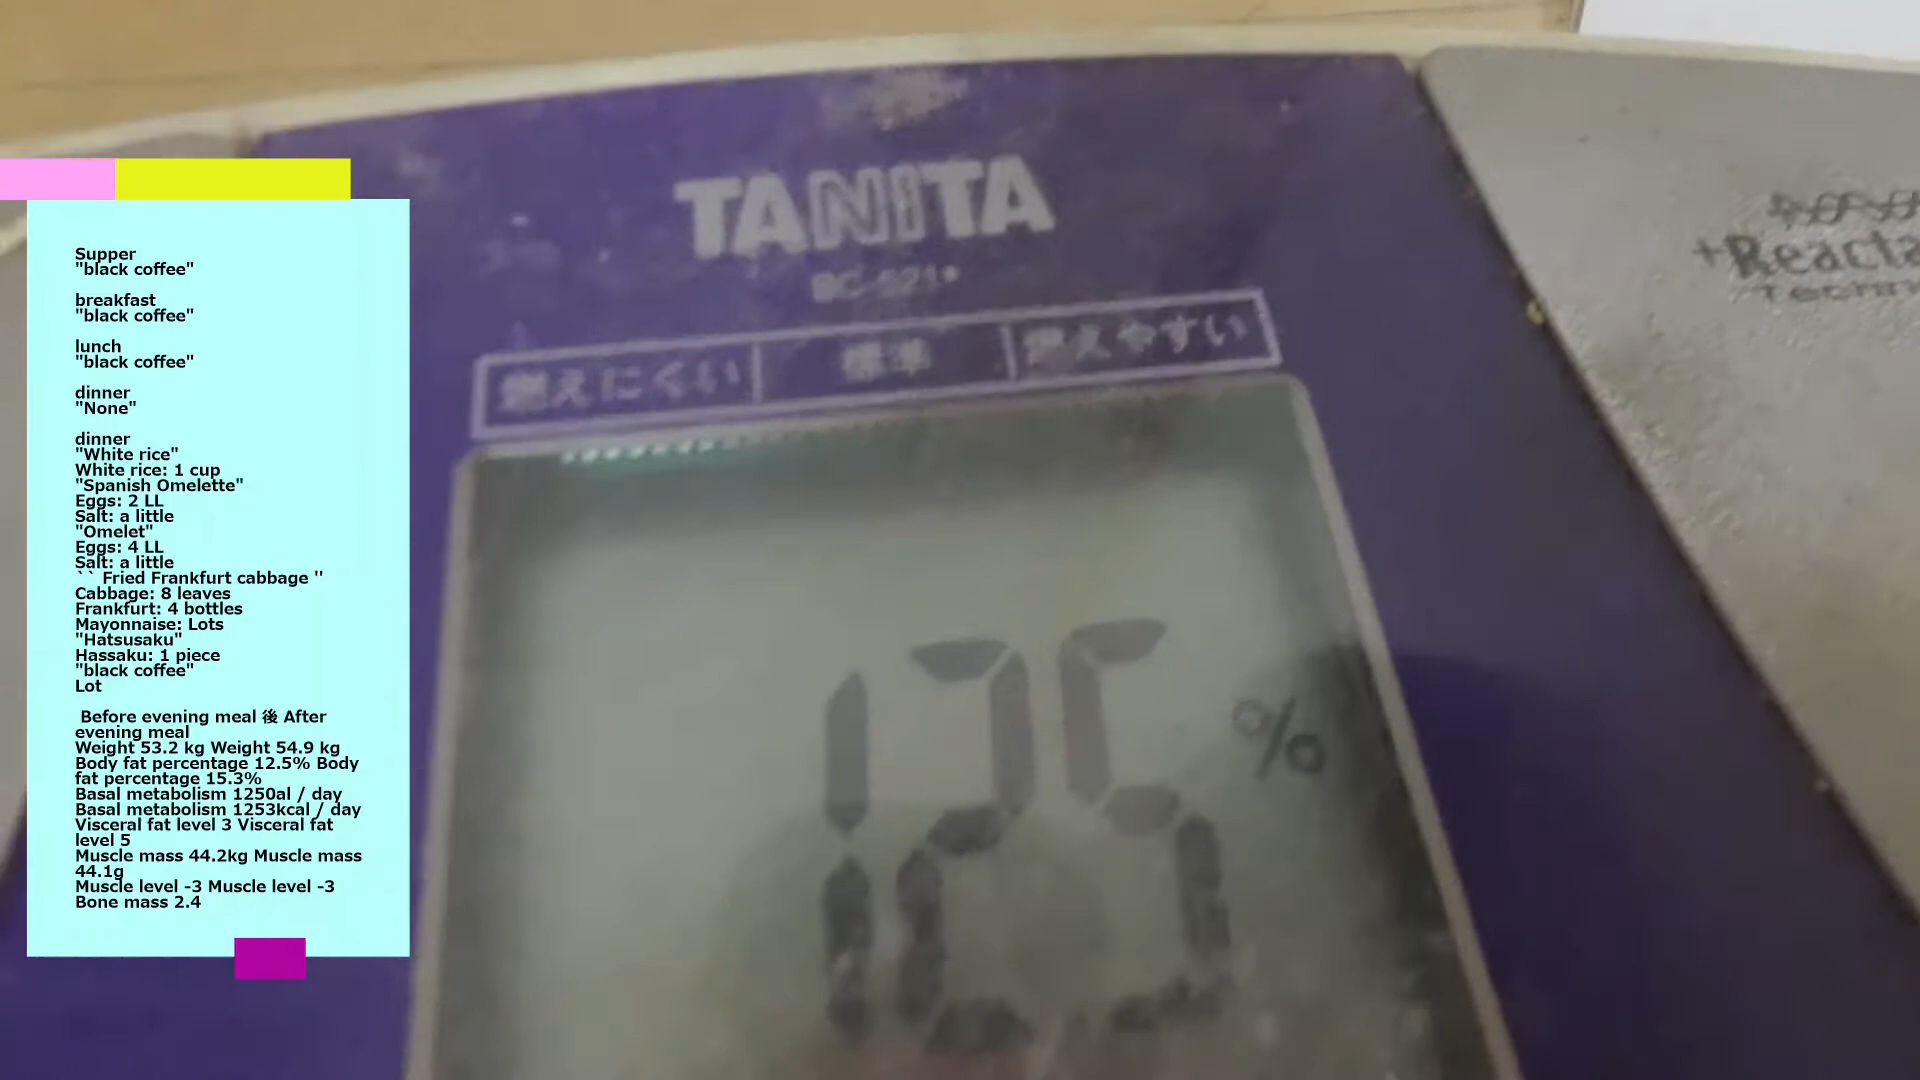 TANITA
BC-521
+Reacta
Techn
燃えにくい 標準 燃えやすい
125 %
Supper
"black coffee"
breakfast
"black coffee"
lunch
"black coffee"
dinner
"None"
dinner
"White rice"
White rice: 1 cup
"Spanish Omelette"
Eggs: 2 LL
Salt: a little
"Omelet"
Eggs: 4 LL
Salt: a little
`` Fried Frankfurt cabbage ''
Cabbage: 8 leaves
Frankfurt: 4 bottles
Mayonnaise: Lots
"Hatsusaku"
Hassaku: 1 piece
"black coffee"
Lot
Before evening meal 後 After
evening meal
Weight 53.2 kg Weight 54.9 kg
Body fat percentage 12.5% Body
fat percentage 15.3%
Basal metabolism 1250al / day
Basal metabolism 1253kcal / day
Visceral fat level 3 Visceral fat
level 5
Muscle mass 44.2kg Muscle mass
44.1g
Muscle level -3 Muscle level -3
Bone mass 2.4